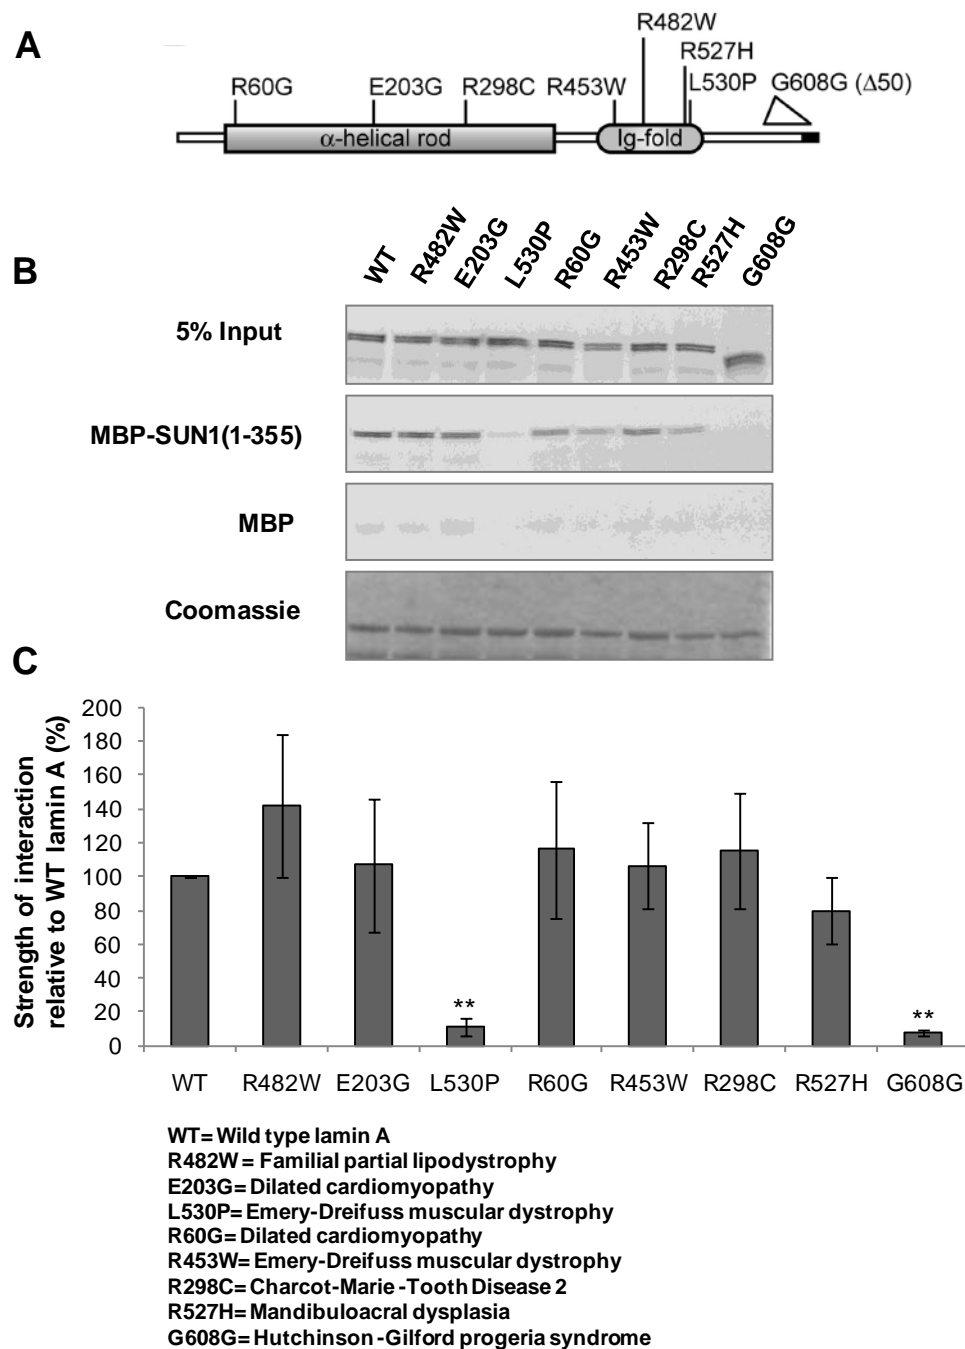 A
R482W
R527H
R60G E203G R298C R453W L530P G608G (Δ50)
α-helical rod Ig-fold
B
WT R482W E203G L530P R60G R453W R298C R527H G608G
5% Input
MBP-SUN1(1-355)
MBP
Coomassie
C
Strength of interaction
relative to WT lamin A (%)
200
180
160
140
120
100
80
60
40
20
0
** **
WT R482W E203G L530P R60G R453W R298C R527H G608G
WT= Wild type lamin A
R482W = Familial partial lipodystrophy
E203G= Dilated cardiomyopathy
L530P= Emery-Dreifuss muscular dystrophy
R60G= Dilated cardiomyopathy
R453W= Emery-Dreifuss muscular dystrophy
R298C= Charcot-Marie-Tooth Disease 2
R527H= Mandibuloacral dysplasia
G608G= Hutchinson-Gilford progeria syndrome